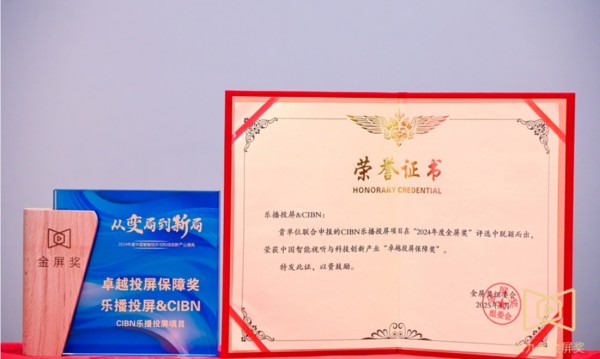 金屏奖
从变局到新局
卓越投屏保障奖
乐播投屏&CIBN
CIBN乐播投屏项目
荣誉证书
HONORARY CREDENTIAL
乐播投屏&CIBN：
贵单位联合申报的CIBN乐播投屏项目在“2024年度金屏奖”评选中脱颖而出，
荣获中国智能视听与科技创新产业“卓越投屏保障奖”。
特发此证，以资鼓励。
金屏奖组委会
组委会
屏奖